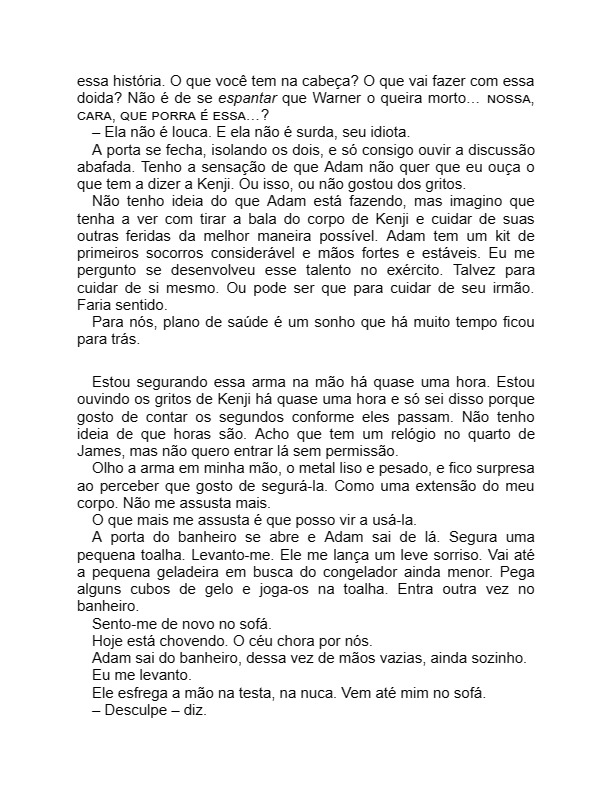 essa história. O que você tem na cabeça? O que vai fazer com essa
doida? Não é de se espantar que Warner o queira morto... NOSSA,
CARA, QUE PORRA É ESSA...?
– Ela não é louca. E ela não é surda, seu idiota.
A porta se fecha, isolando os dois, e só consigo ouvir a discussão
abafada. Tenho a sensação de que Adam não quer que eu ouça o
que tem a dizer a Kenji. Ou isso, ou não gostou dos gritos.
Não tenho ideia do que Adam está fazendo, mas imagino que
tenha a ver com tirar a bala do corpo de Kenji e cuidar de suas
outras feridas da melhor maneira possível. Adam tem um kit de
primeiros socorros considerável e mãos fortes e estáveis. Eu me
pergunto se desenvolveu esse talento no exército. Talvez para
cuidar de si mesmo. Ou pode ser que para cuidar de seu irmão.
Faria sentido.
Para nós, plano de saúde é um sonho que há muito tempo ficou
para trás.
Estou segurando essa arma na mão há quase uma hora. Estou
ouvindo os gritos de Kenji há quase uma hora e só sei disso porque
gosto de contar os segundos conforme eles passam. Não tenho
ideia de que horas são. Acho que tem um relógio no quarto de
James, mas não quero entrar lá sem permissão.
Olho a arma em minha mão, o metal liso e pesado, e fico surpresa
ao perceber que gosto de segurá-la. Como uma extensão do meu
corpo. Não me assusta mais.
O que mais me assusta é que posso vir a usá-la.
A porta do banheiro se abre e Adam sai de lá. Segura uma
pequena toalha. Levanto-me. Ele me lança um leve sorriso. Vai até
a pequena geladeira em busca do congelador ainda menor. Pega
alguns cubos de gelo e joga-os na toalha. Entra outra vez no
banheiro.
Sento-me de novo no sofá.
Hoje está chovendo. O céu chora por nós.
Adam sai do banheiro, dessa vez de mãos vazias, ainda sozinho.
Eu me levanto.
Ele esfrega a mão na testa, na nuca. Vem até mim no sofá.
– Desculpe – diz.